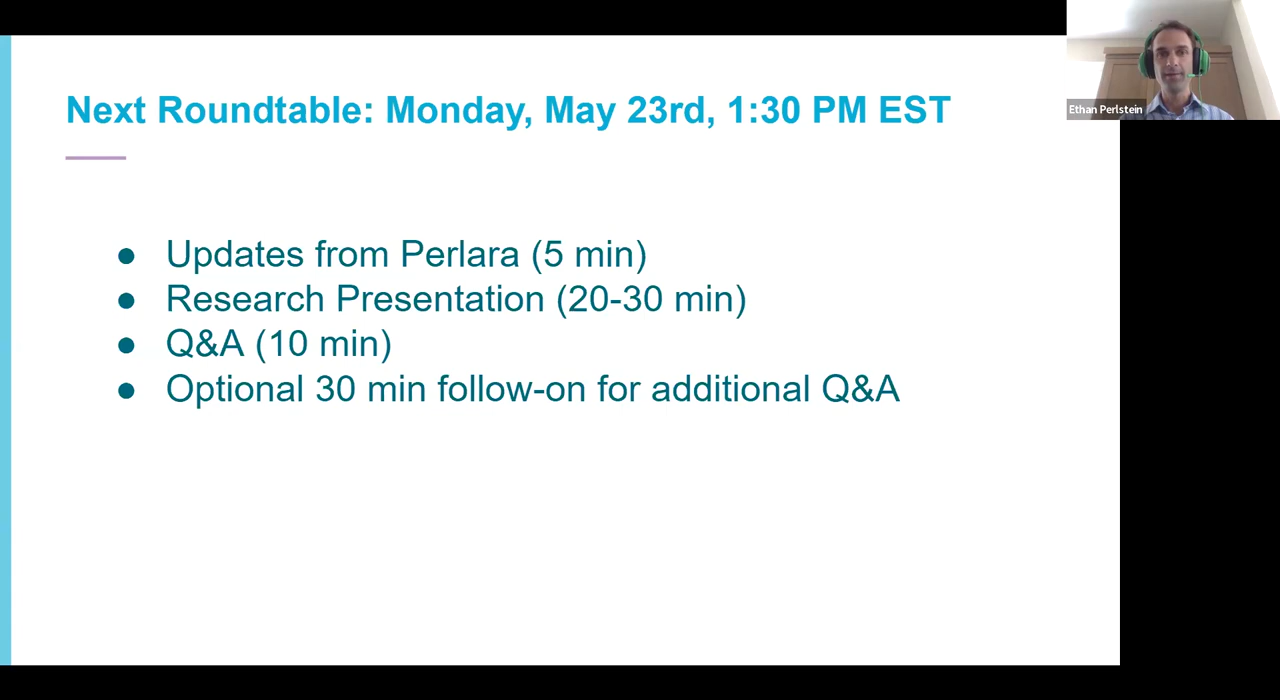 Next Roundtable: Monday, May 23rd, 1:30 PM EST
Ethan Perlstein
● Updates from Perlara (5 min)
● Research Presentation (20-30 min)
● Q&A (10 min)
● Optional 30 min follow-on for additional Q&A